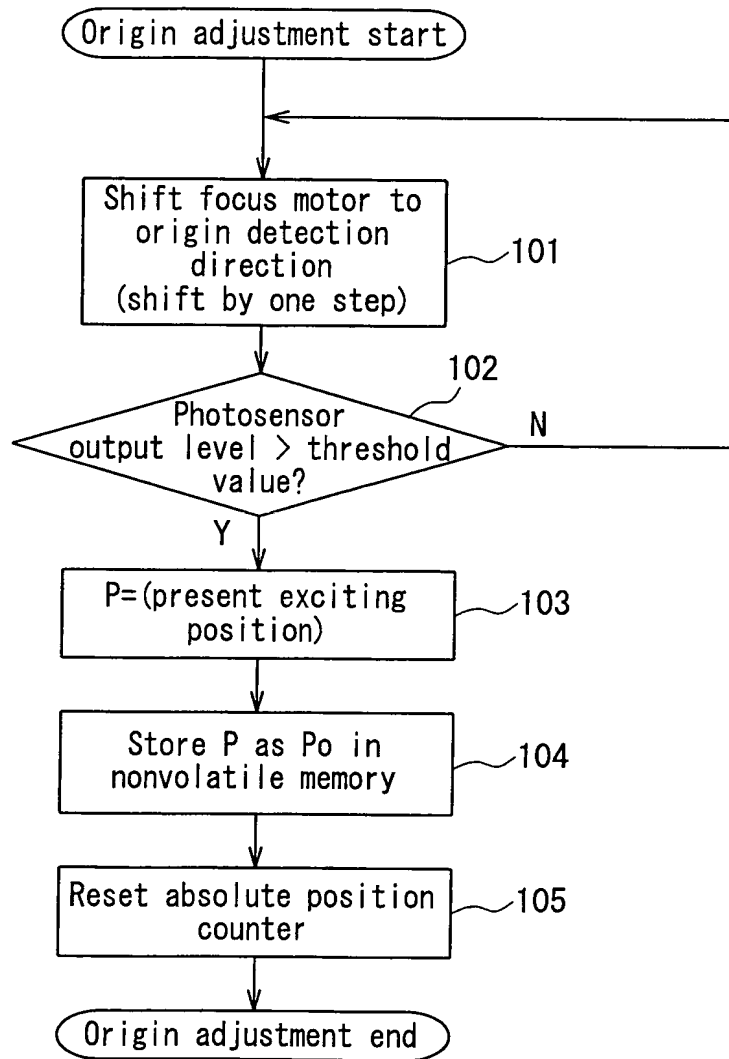 Origin adjustment start
Shift focus motor to
origin detection
direction
(shift by one step)
101
102
Photosensor
output level > threshold
value?
N
Y
P=(present exciting
position)
103
Store P as Po in
nonvolatile memory
104
Reset absolute position
counter
105
Origin adjustment end